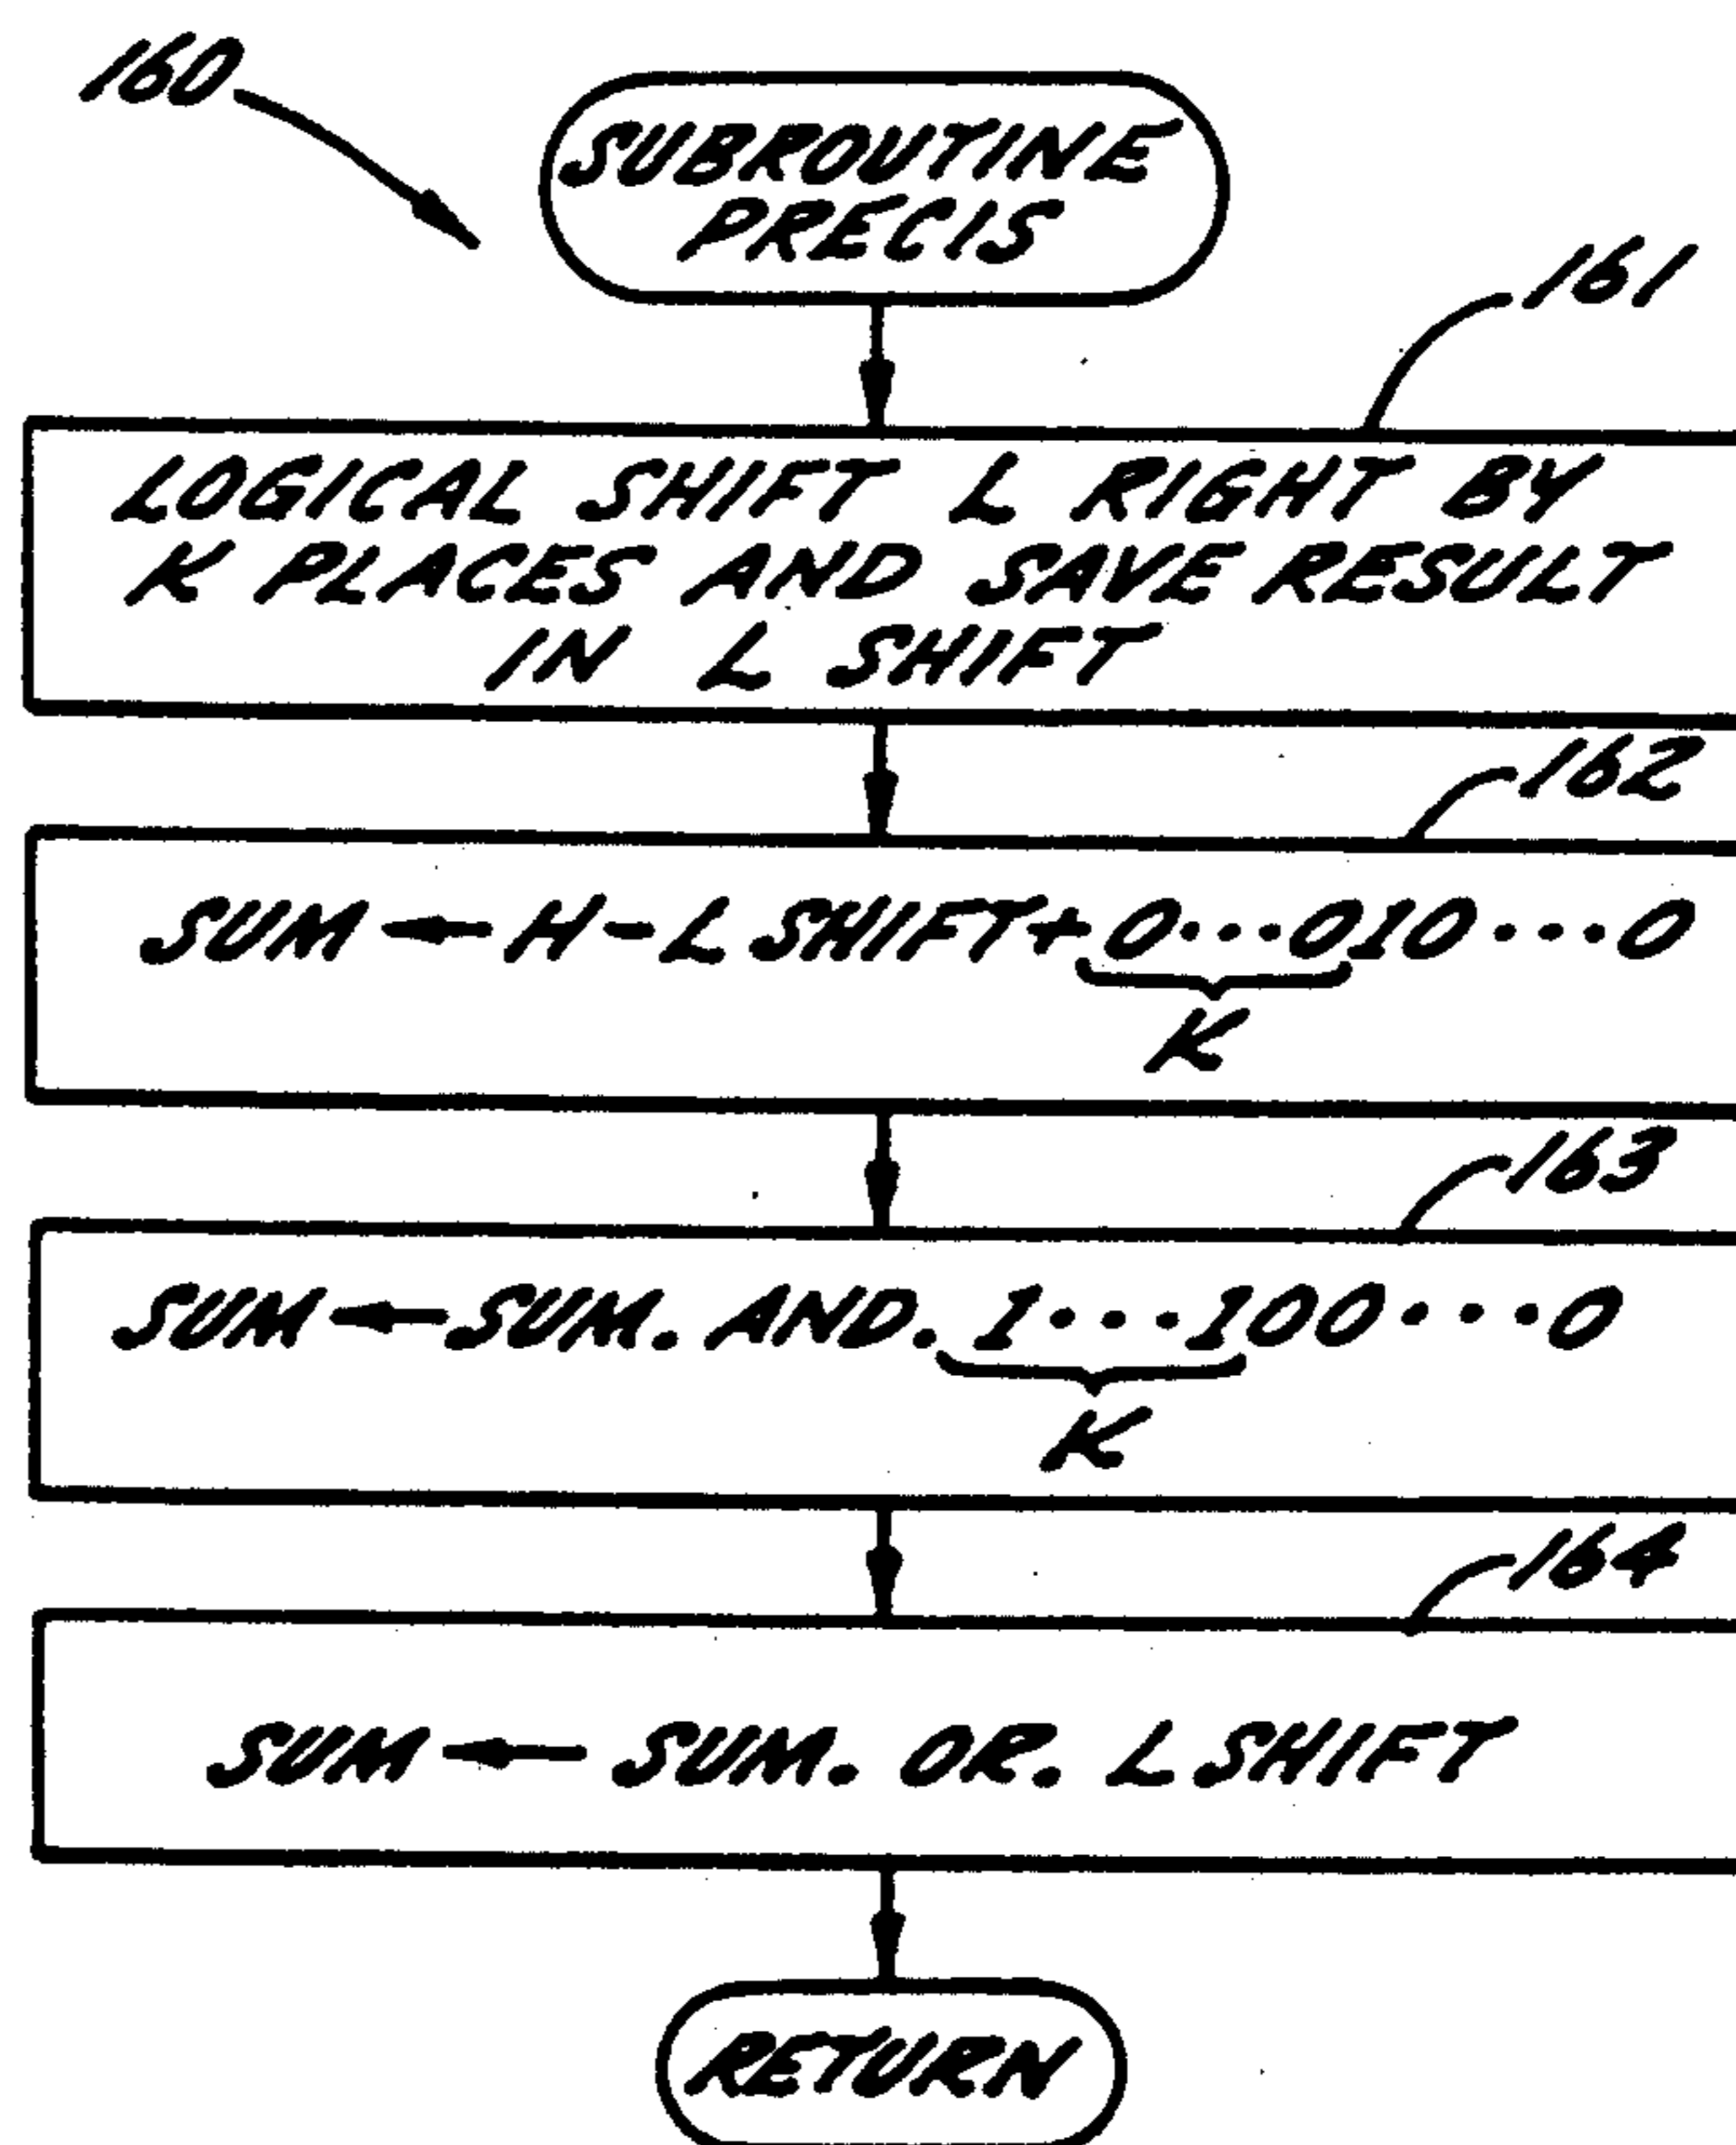 160
SUBROUTINE
PRECIS
161
LOGICAL SHIFT L RIGHT BY
K PLACES AND SAVE RESULT
IN L SHIFT
162
SUM ← H-L SHIFT+0···010···0
K
163
SUM ← SUM. AND. 1···100···0
K
164
SUM ← SUM. OR. L SHIFT
RETURN